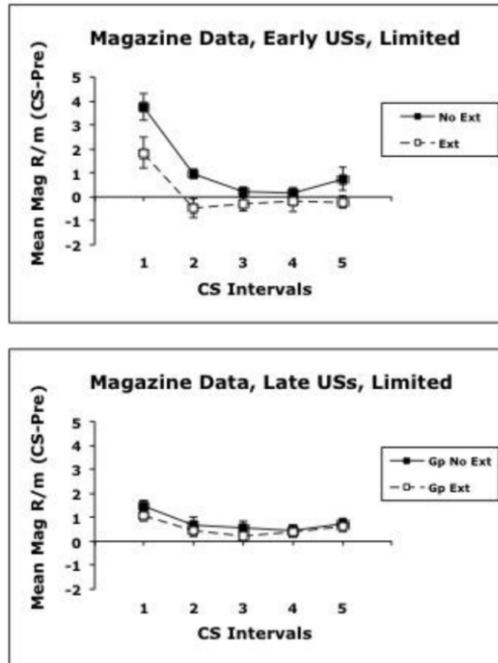 Magazine Data, Early USs, Limited
Mean Mag R/m (CS-Pre)
5
4
3
2
1
0
-1
-2
1 2 3 4 5
CS Intervals
No Ext
Ext
Magazine Data, Late USs, Limited
Mean Mag R/m (CS-Pre)
5
4
3
2
1
0
-1
-2
1 2 3 4 5
CS Intervals
Gp No Ext
Gp Ext